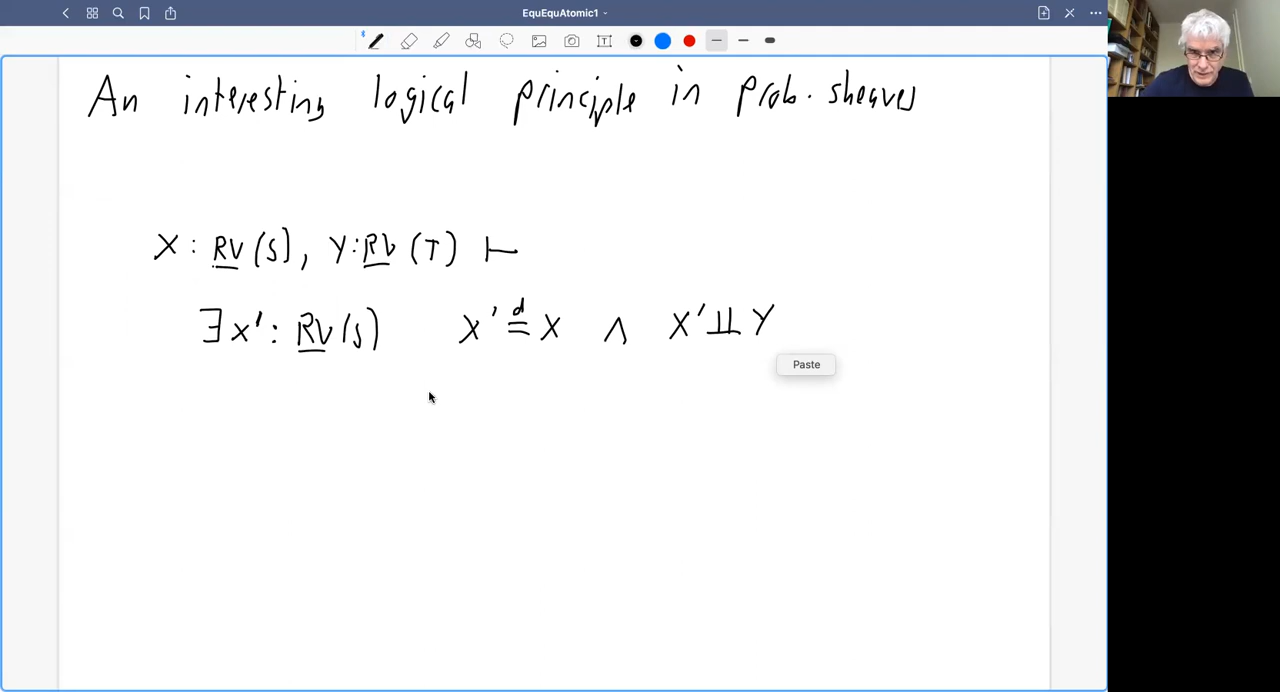 EquEquAtomic1
An interesting logical principle in prob. sheaves
X : RV(S), Y : RV(T) ⊢
∃X' : RV(S) X' =ᵈ X ∧ X' ⫫ Y
Paste